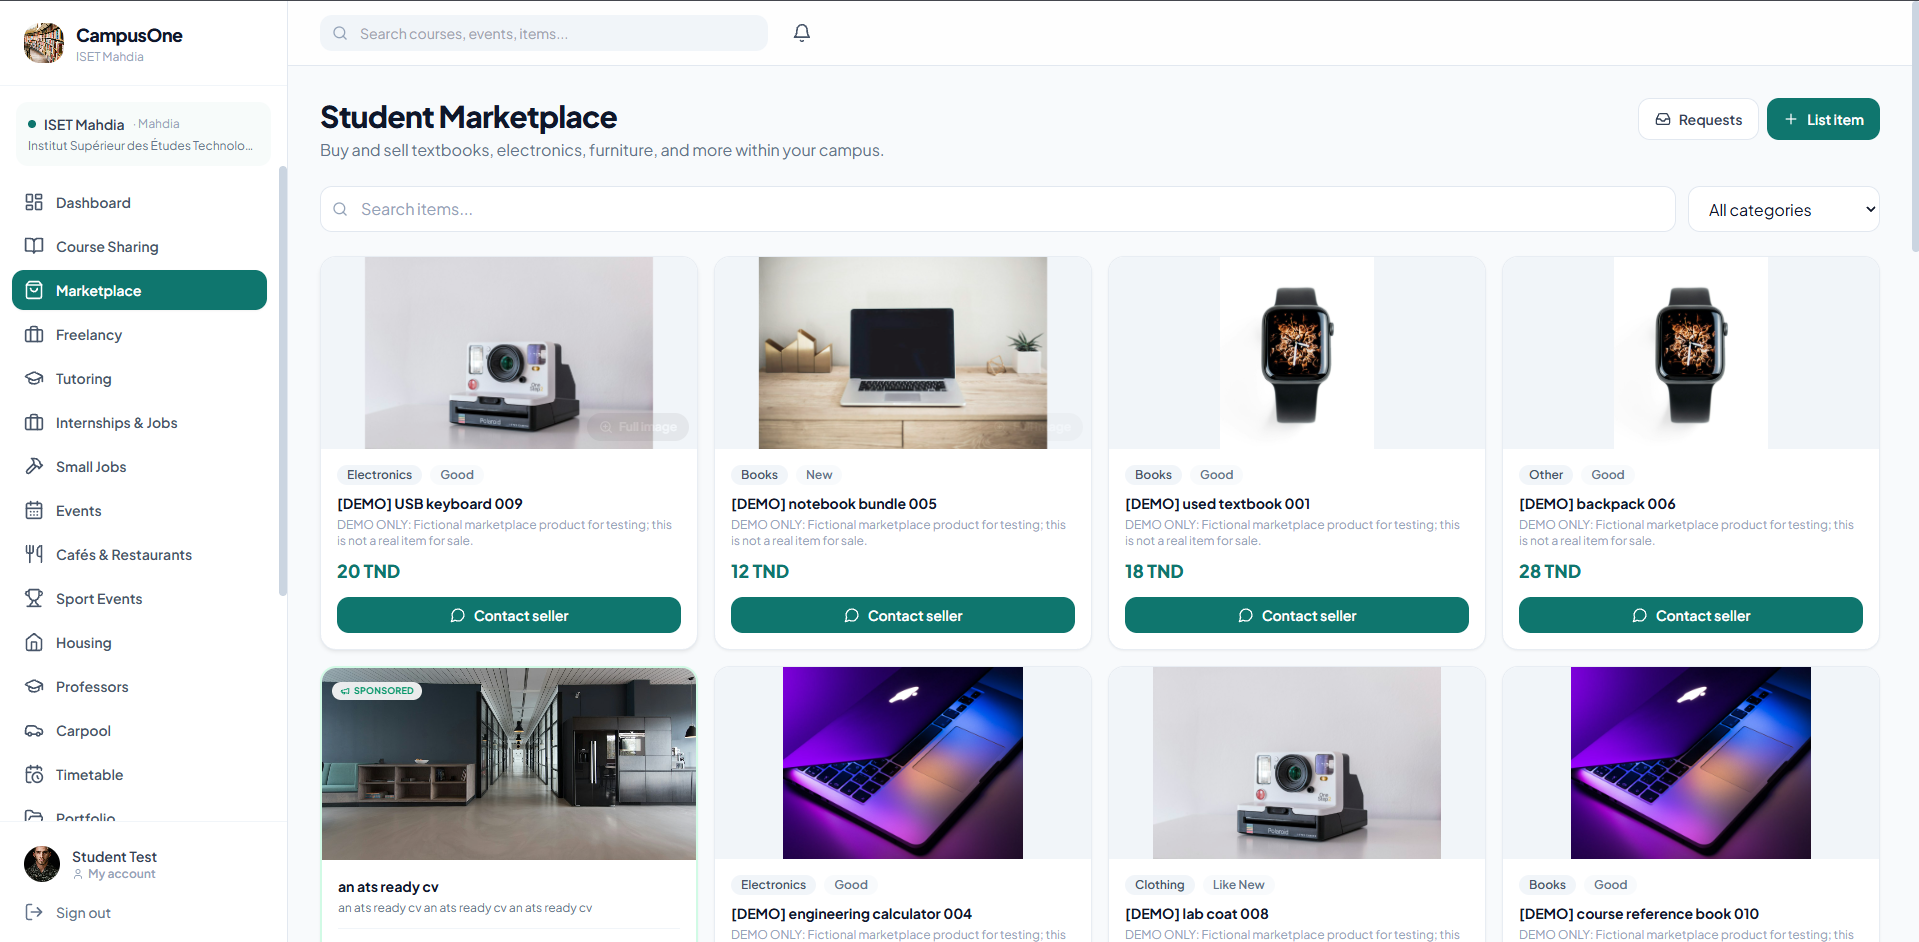 CampusOne
ISET Mahdia
ISET Mahdia · Mahdia
Institut Supérieur des Études Technolo...
Dashboard
Course Sharing
Marketplace
Freelancy
Tutoring
Internships & Jobs
Small Jobs
Events
Cafés & Restaurants
Sport Events
Housing
Professors
Carpool
Timetable
Portfolio
Student Test
My account
Sign out
Search courses, events, items...
Student Marketplace
Buy and sell textbooks, electronics, furniture, and more within your campus.
Requests
+ List item
Search items...
All categories
Full image
Polaroid
Electronics Good
[DEMO] USB keyboard 009
DEMO ONLY: Fictional marketplace product for testing; this
is not a real item for sale.
20 TND
Contact seller
Books New
[DEMO] notebook bundle 005
DEMO ONLY: Fictional marketplace product for testing; this
is not a real item for sale.
12 TND
Contact seller
Books Good
[DEMO] used textbook 001
DEMO ONLY: Fictional marketplace product for testing; this
is not a real item for sale.
18 TND
Contact seller
Other Good
[DEMO] backpack 006
DEMO ONLY: Fictional marketplace product for testing; this
is not a real item for sale.
28 TND
Contact seller
SPONSORED
an ats ready cv
an ats ready cv an ats ready cv an ats ready cv
Electronics Good
[DEMO] engineering calculator 004
DEMO ONLY: Fictional marketplace product for testing; this
Polaroid
Clothing Like New
[DEMO] lab coat 008
DEMO ONLY: Fictional marketplace product for testing; this
Books Good
[DEMO] course reference book 010
DEMO ONLY: Fictional marketplace product for testing; this